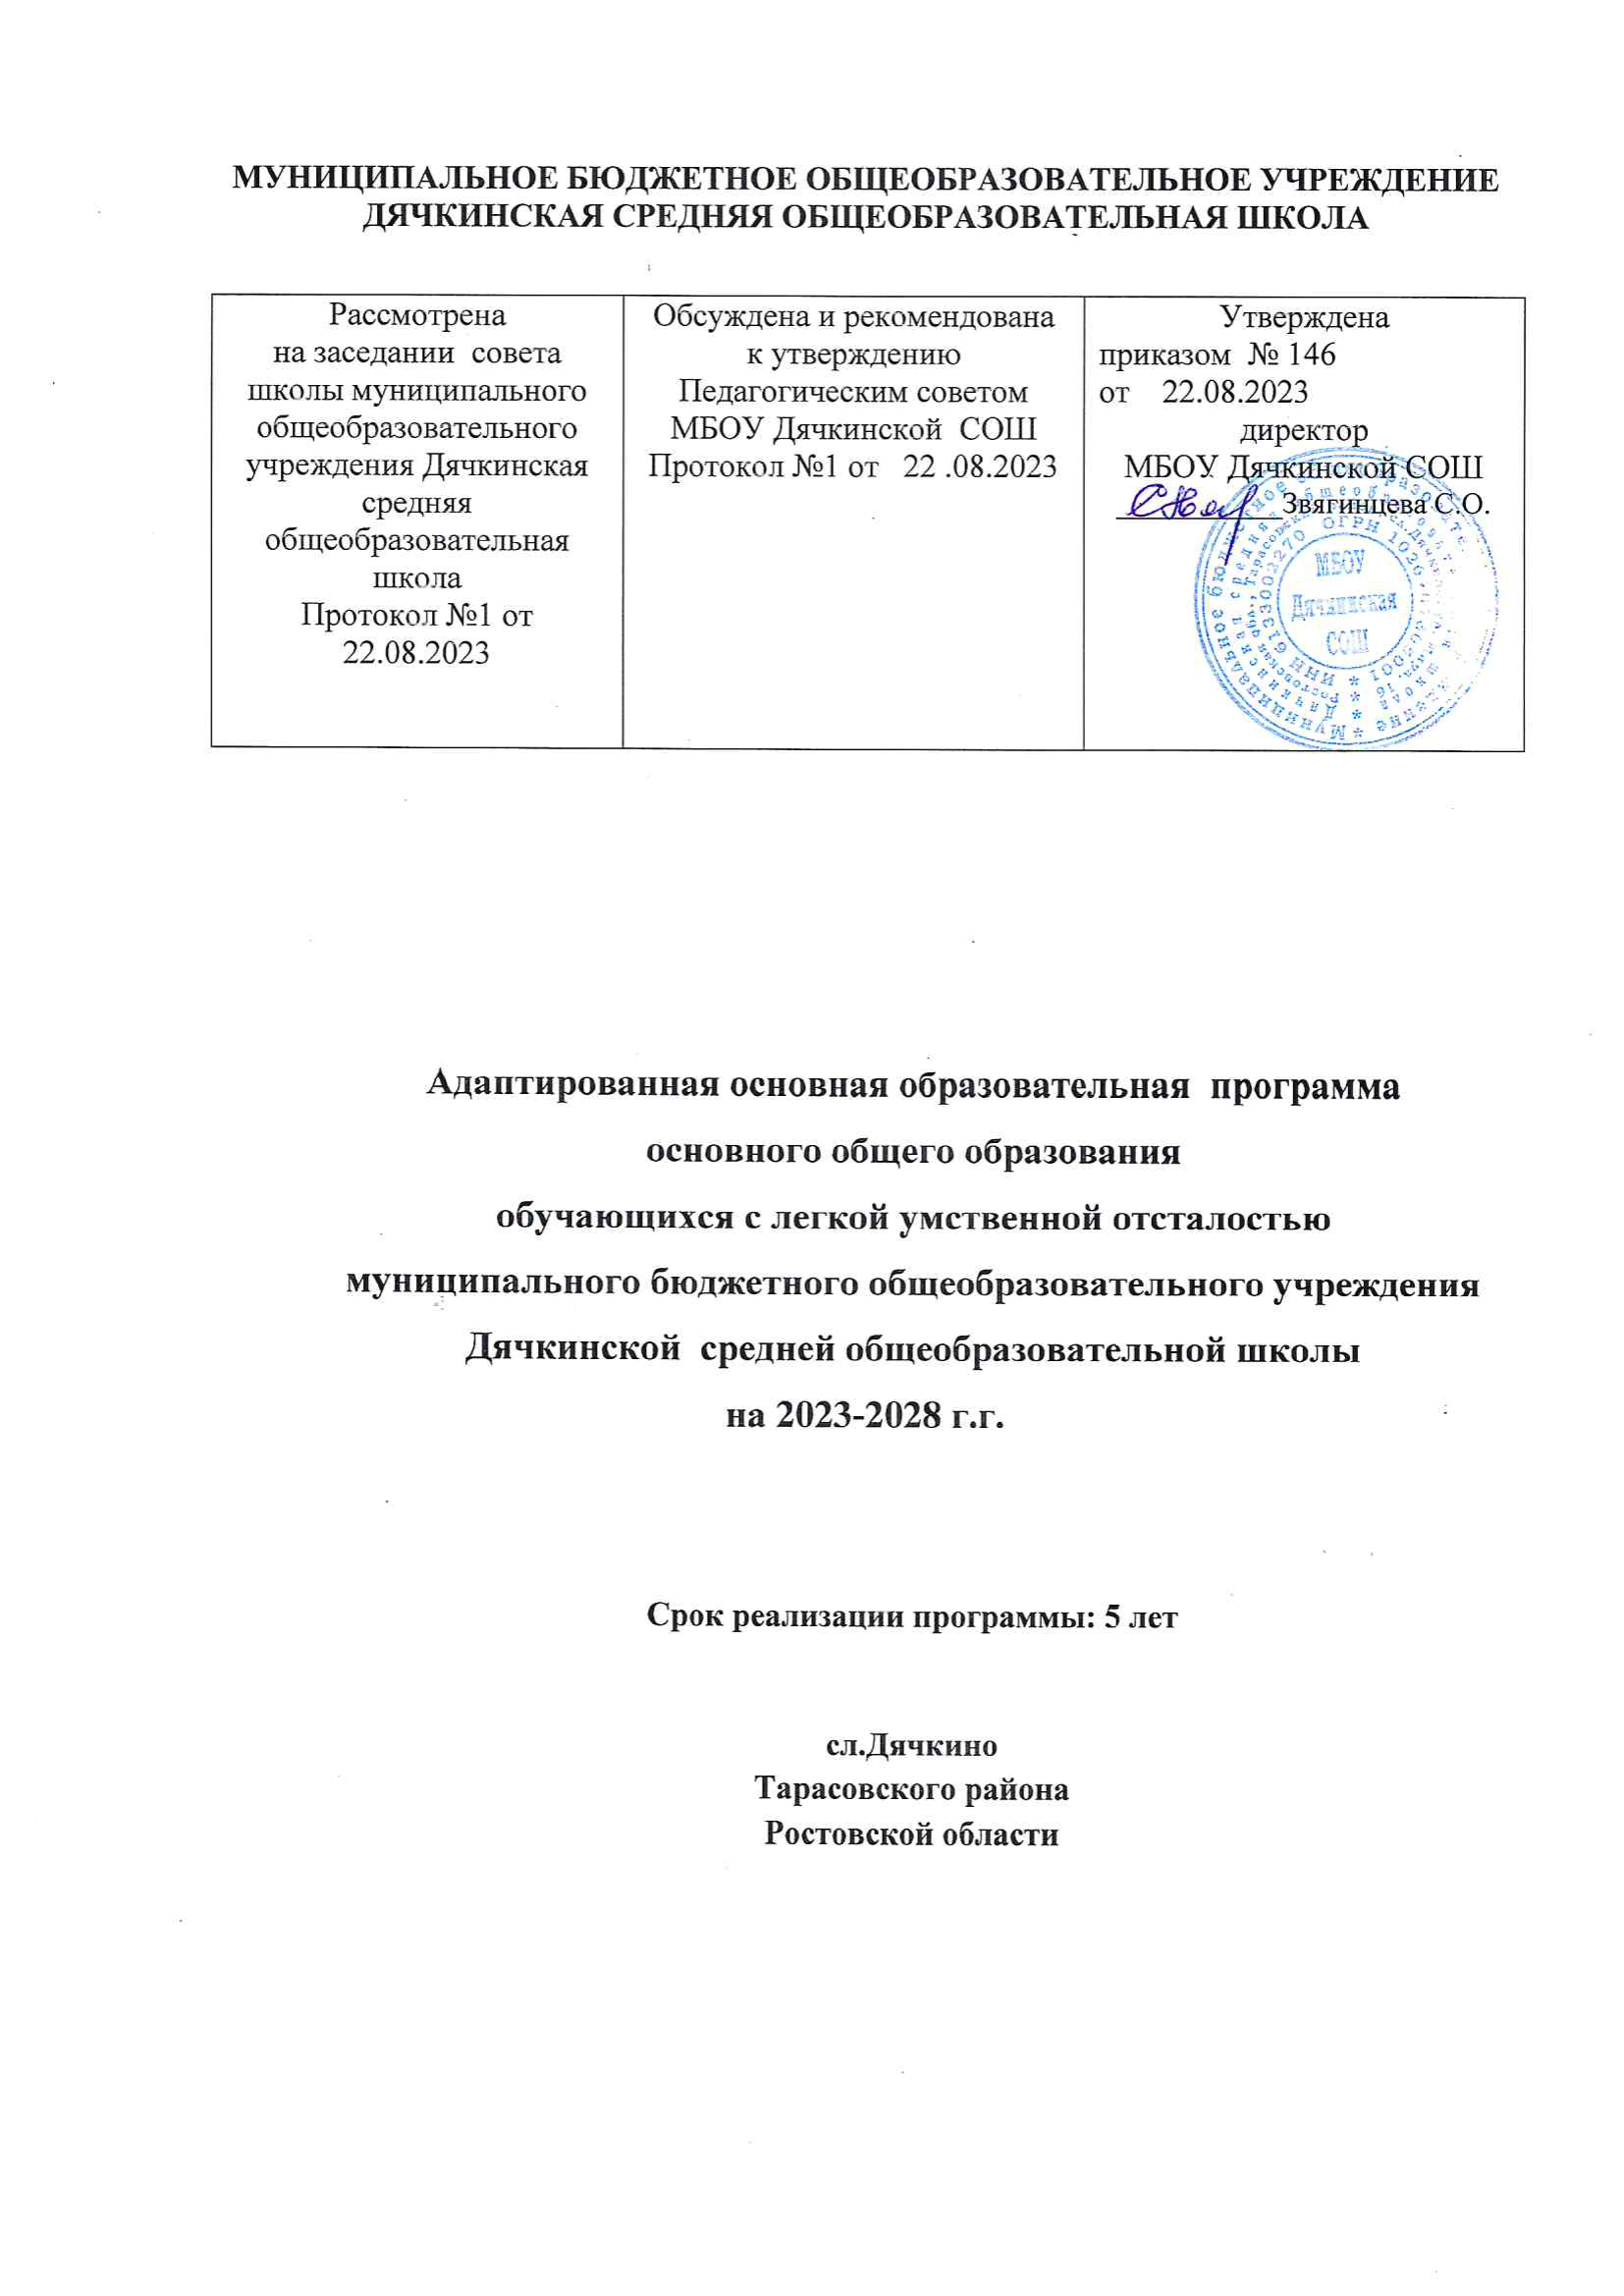 МУНИЦИПАЛЬНОЕ БЮДЖЕТНОЕ ОБЩЕОБРАЗОВАТЕЛЬНОЕ УЧРЕЖДЕНИЕ
ДЯЧКИНСКАЯ СРЕДНЯЯ ОБЩЕОБРАЗОВАТЕЛЬНАЯ ШКОЛА
Рассмотрена
на заседании совета
школы муниципального
общеобразовательного
учреждения Дячкинская
средняя
общеобразовательная
школа
Протокол №1 от
22.08.2023
Обсуждена и рекомендована
к утверждению
Педагогическим советом
МБОУ Дячкинской СОШ
Протокол №1 от 22 .08.2023
Утверждена
приказом № 146
от 22.08.2023
директор
МБОУ Дячкинской СОШ
Звягинцева С.О.
МБОУ
Дячкинская
СОШ
Адаптированная основная образовательная программа
основного общего образования
обучающихся с легкой умственной отсталостью
муниципального бюджетного общеобразовательного учреждения
Дячкинской средней общеобразовательной школы
на 2023-2028 г.г.
Срок реализации программы: 5 лет
сл.Дячкино
Тарасовского района
Ростовской области